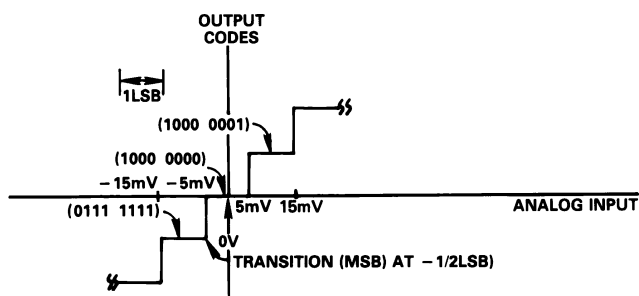 OUTPUT
CODES
1LSB
(1000 0001)
(1000 0000)
-15mV -5mV
5mV 15mV
ANALOG INPUT
(0111 1111)
0V
TRANSITION (MSB) AT -1/2LSB)